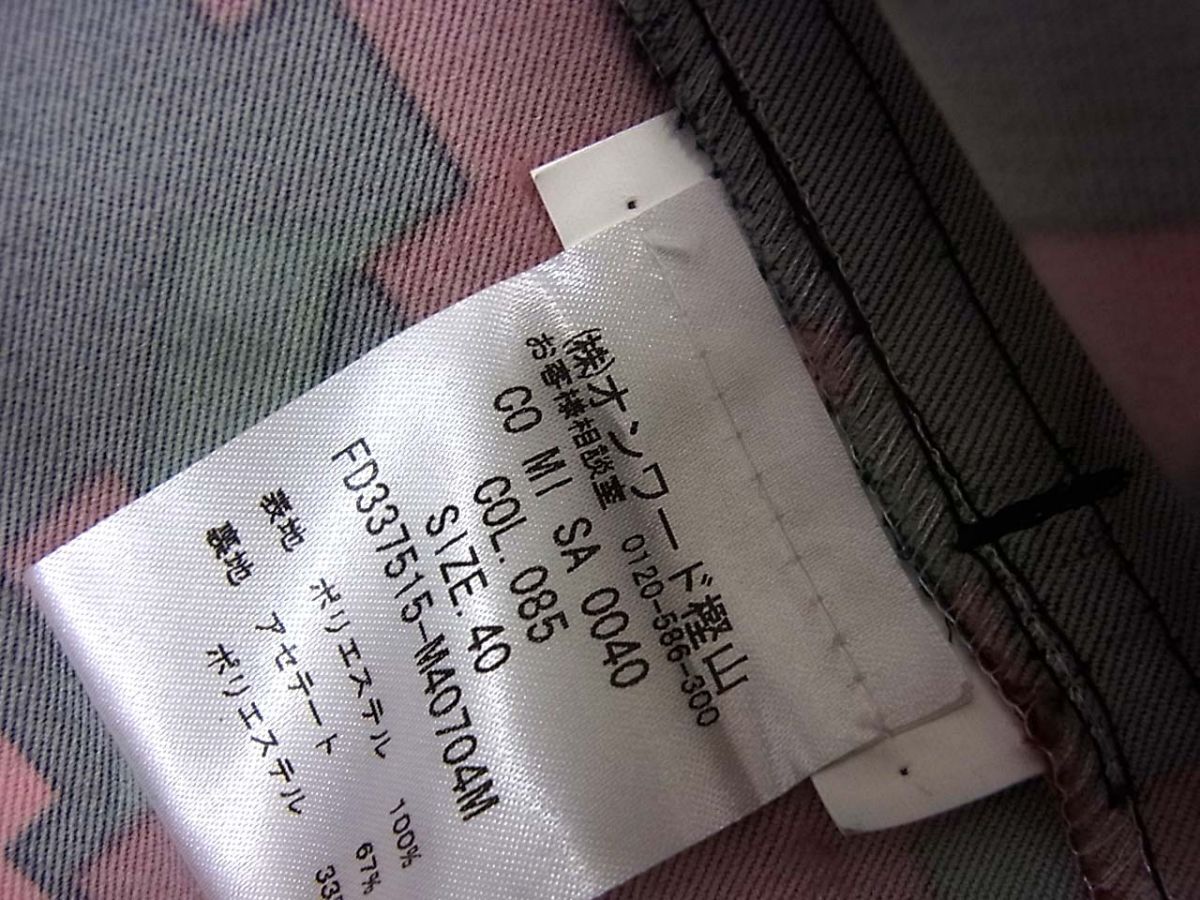 (株)オンワード樫山
お客様相談室 0120-586-300
CO MI SA 0040
COL.085
SIZE.40
FD337515-M40704M
表地 ポリエステル 100%
裏地 アセテート 67%
ポリエステル 33%